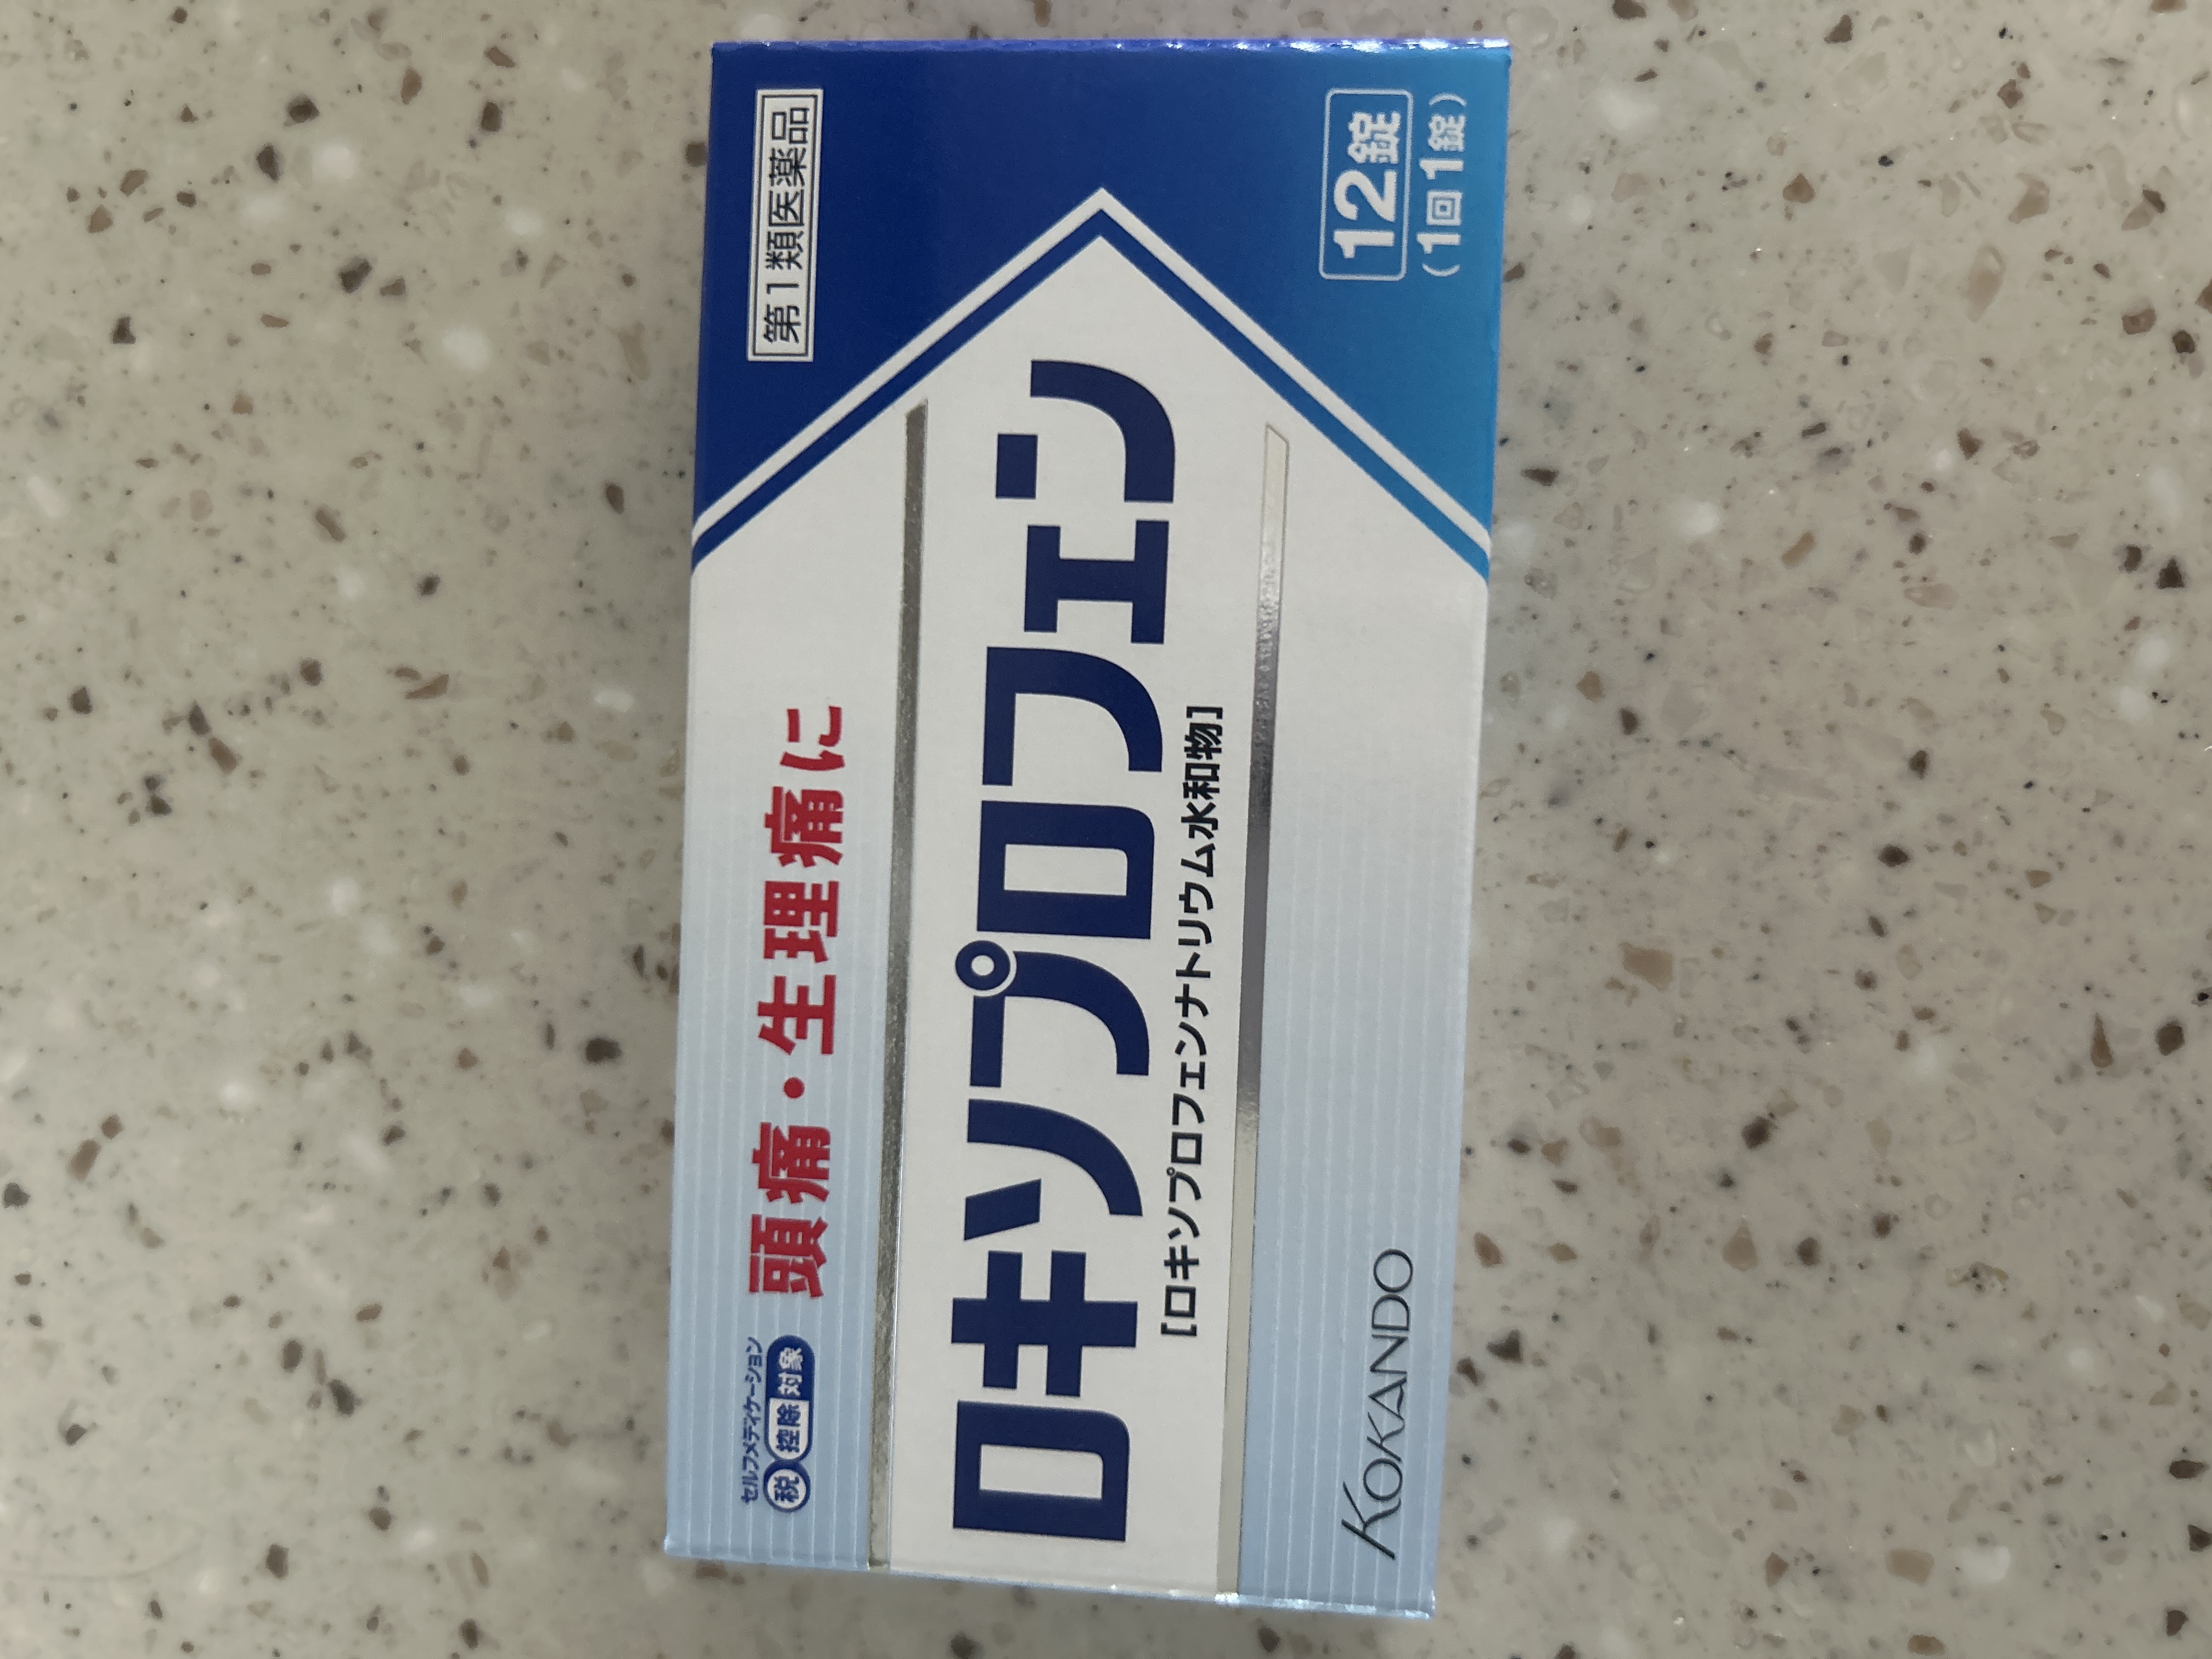 第1類医薬品
セルフメディケーション
税 控除 対象
頭痛・生理痛に
ロキソプロフェン
[ロキソプロフェンナトリウム水和物]
12錠
(1回1錠)
KOKANDO